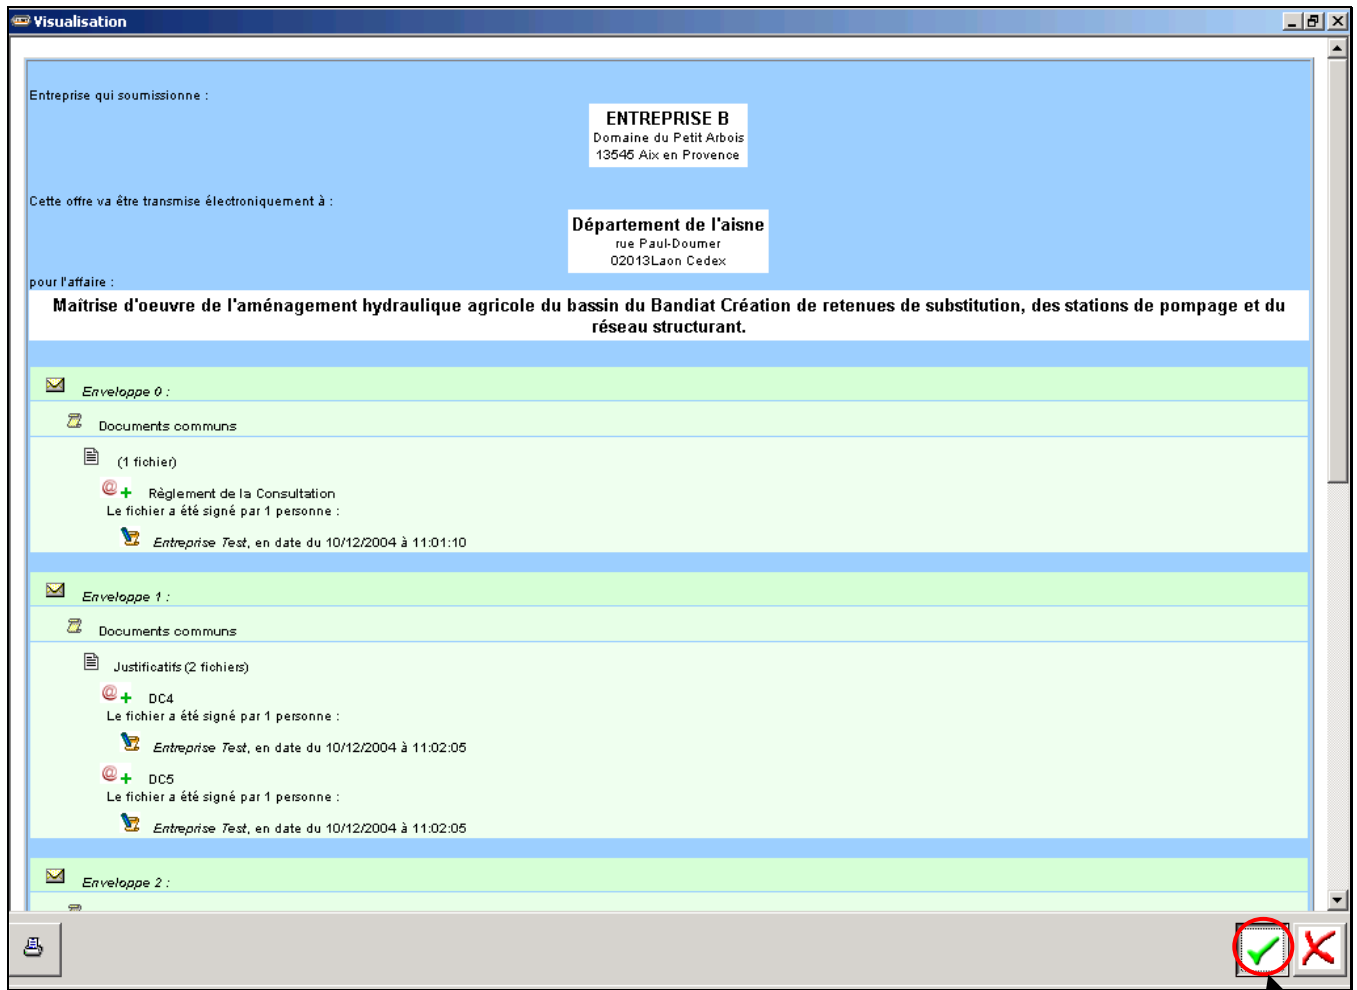 Visualisation
Entreprise qui soumissionne :
ENTREPRISE B
Domaine du Petit Arbois
13545 Aix en Provence
Cette offre va être transmise électroniquement à :
Département de l'aisne
rue Paul-Doumer
02013Laon Cedex
pour l'affaire :
Maîtrise d'oeuvre de l'aménagement hydraulique agricole du bassin du Bandiat Création de retenues de substitution, des stations de pompage et du
réseau structurant.
Enveloppe 0 :
Documents communs
(1 fichier)
Règlement de la Consultation
Le fichier a été signé par 1 personne :
Entreprise Test, en date du 10/12/2004 à 11:01:10
Enveloppe 1 :
Documents communs
Justificatifs (2 fichiers)
DC4
Le fichier a été signé par 1 personne :
Entreprise Test, en date du 10/12/2004 à 11:02:05
DC5
Le fichier a été signé par 1 personne :
Entreprise Test, en date du 10/12/2004 à 11:02:05
Enveloppe 2 :